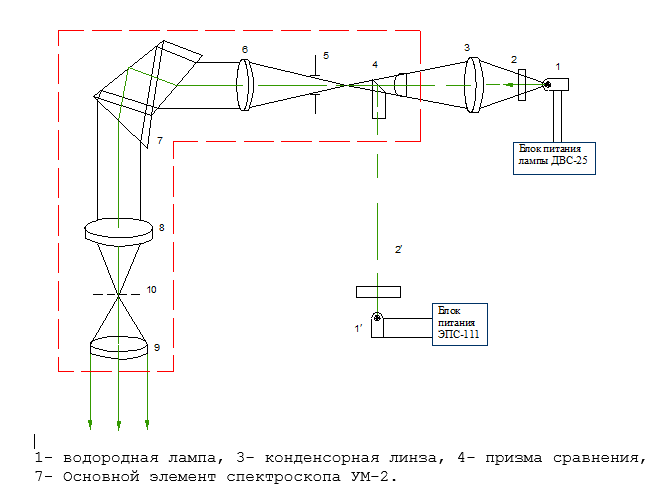 6
5
4
3
2
1
Блок питания
лампы ДВС-25
7
8
2′
10
Блок
питания
ЭПС-111
1′
9
1- водородная лампа, 3- конденсорная линза, 4- призма сравнения,
7- Основной элемент спектроскопа УМ-2.